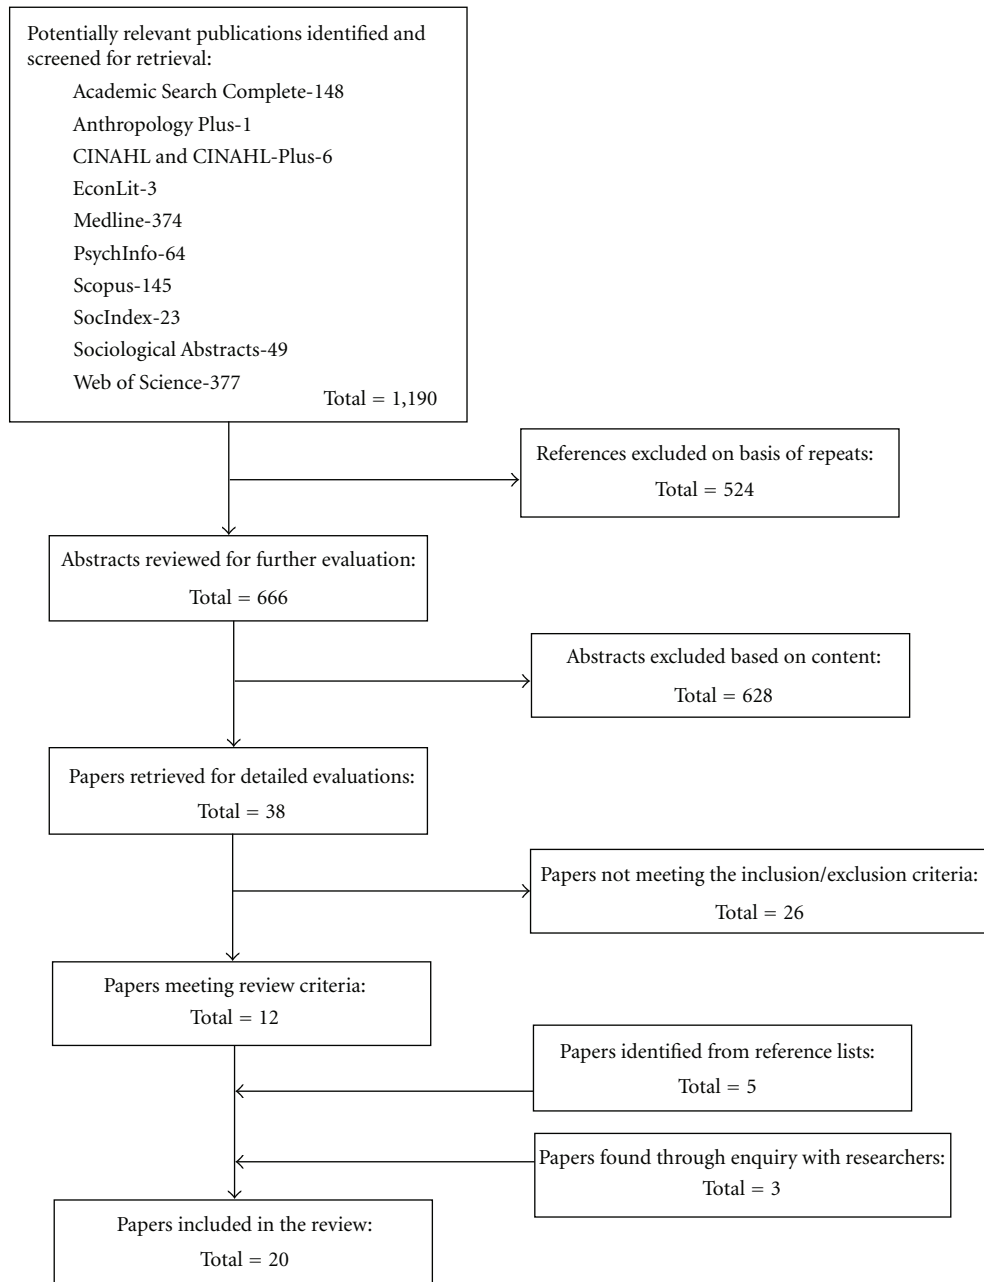 Potentially relevant publications identified and
screened for retrieval:
Academic Search Complete-148
Anthropology Plus-1
CINAHL and CINAHL-Plus-6
EconLit-3
Medline-374
PsychInfo-64
Scopus-145
SocIndex-23
Sociological Abstracts-49
Web of Science-377
Total = 1,190
References excluded on basis of repeats:
Total = 524
Abstracts reviewed for further evaluation:
Total = 666
Abstracts excluded based on content:
Total = 628
Papers retrieved for detailed evaluations:
Total = 38
Papers not meeting the inclusion/exclusion criteria:
Total = 26
Papers meeting review criteria:
Total = 12
Papers identified from reference lists:
Total = 5
Papers found through enquiry with researchers:
Total = 3
Papers included in the review:
Total = 20